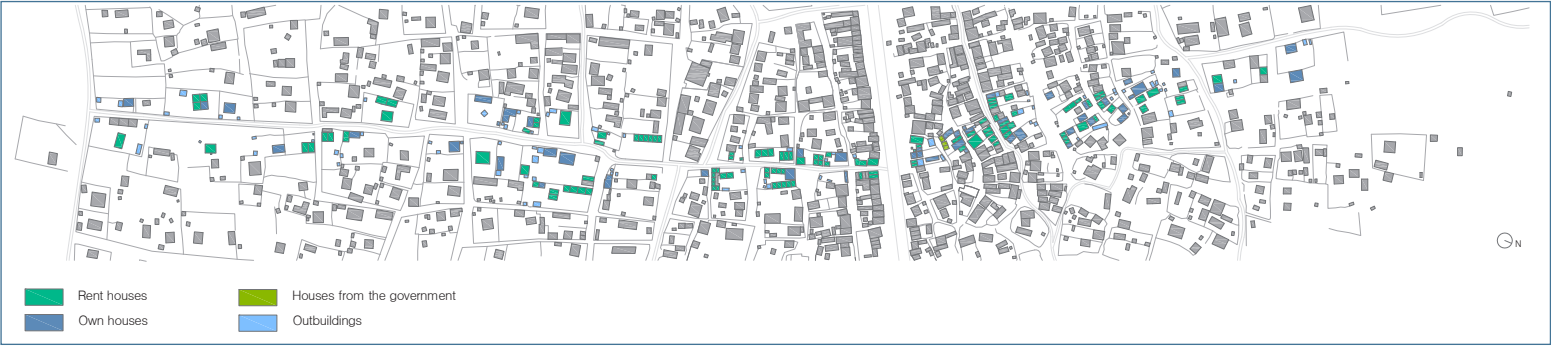 N
Rent houses
Houses from the government
Own houses
Outbuildings